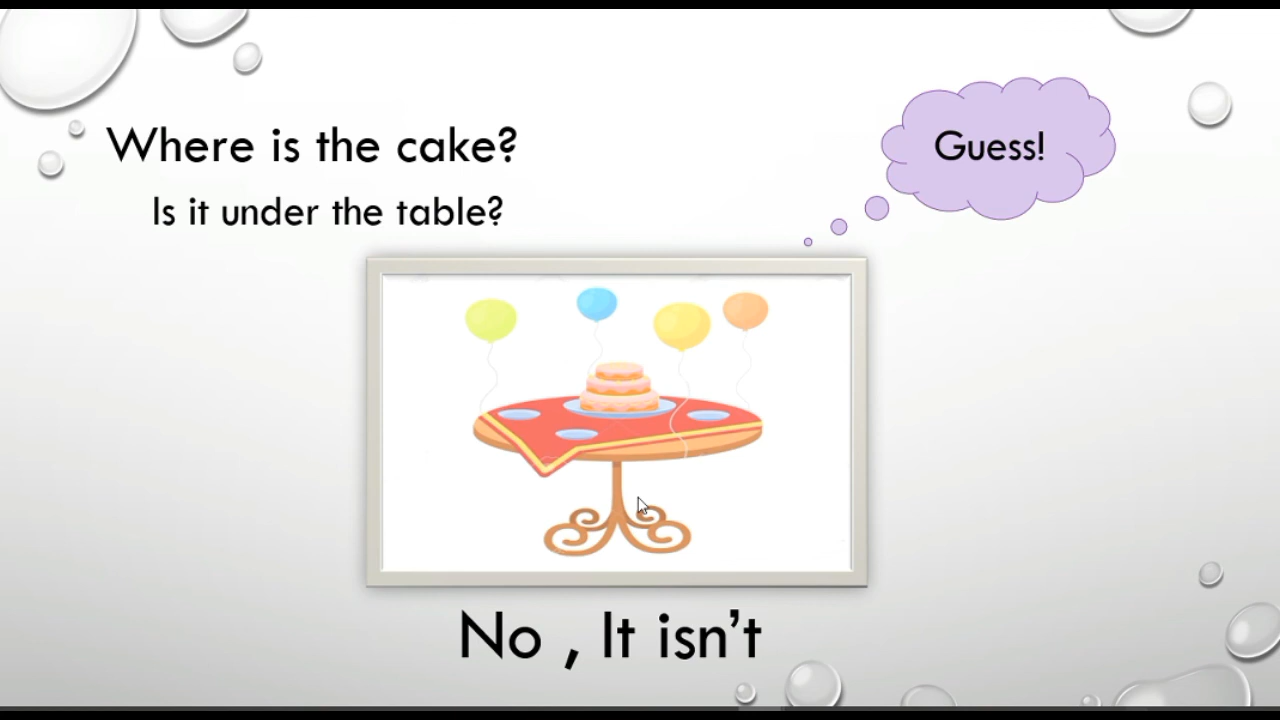 Where is the cake?
Guess!
Is it under the table?
No , It isn't